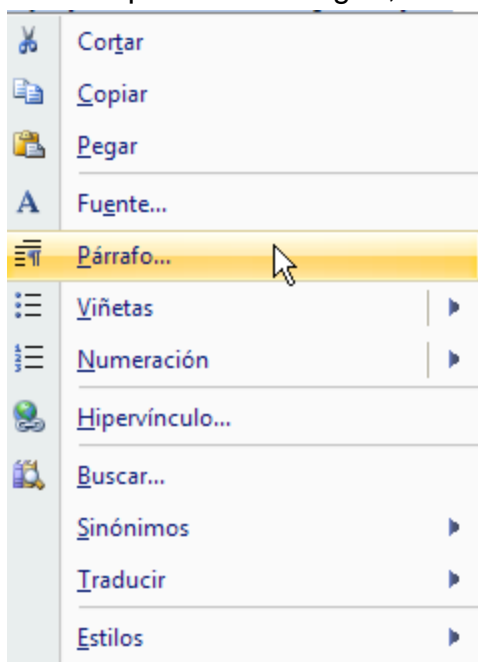 Cortar
Copiar
Pegar
Fuente...
Párrafo...
Viñetas
Numeración
Hipervínculo...
Buscar...
Sinónimos
Traducir
Estilos